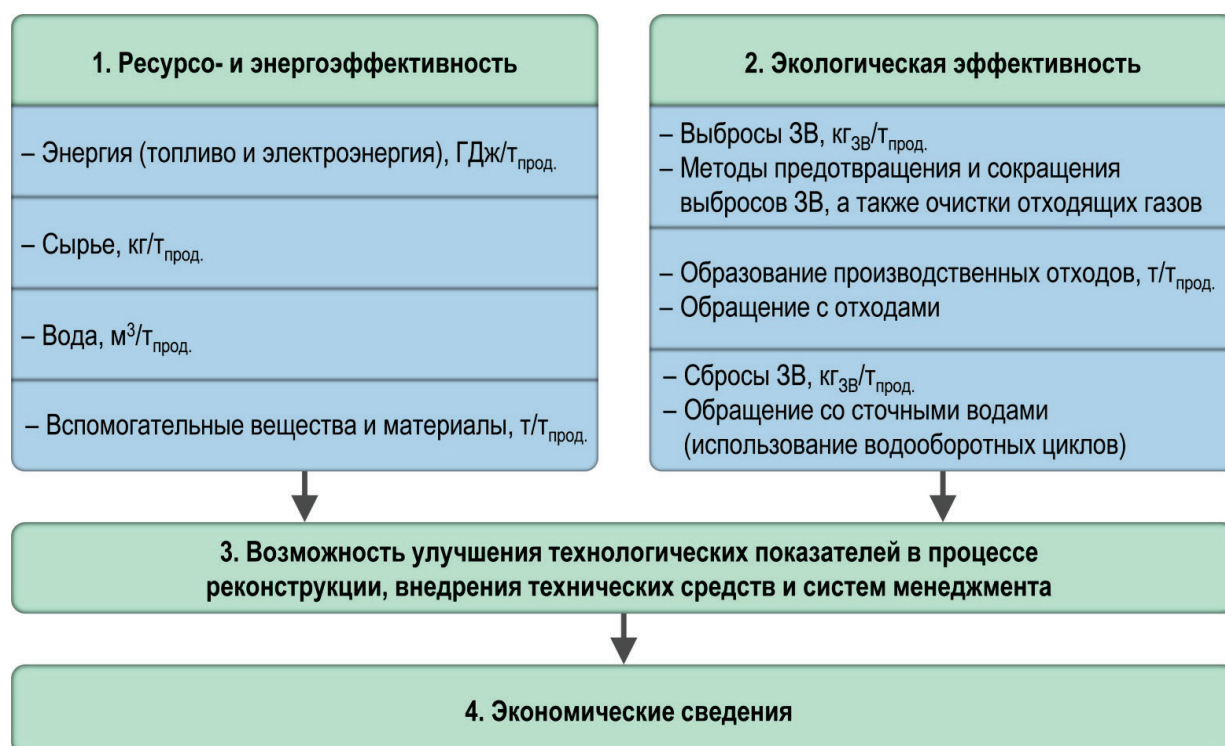 1. Ресурсо- и энергоэффективность
– Энергия (топливо и электроэнергия), ГДж/тпрод.
– Сырье, кг/тпрод.
– Вода, м³/тпрод.
– Вспомогательные вещества и материалы, т/тпрод.
2. Экологическая эффективность
– Выбросы ЗВ, кгЗВ/тпрод.
– Методы предотвращения и сокращения
выбросов ЗВ, а также очистки отходящих газов
– Образование производственных отходов, т/тпрод.
– Обращение с отходами
– Сбросы ЗВ, кгЗВ/тпрод.
– Обращение со сточными водами
(использование водооборотных циклов)
3. Возможность улучшения технологических показателей в процессе
реконструкции, внедрения технических средств и систем менеджмента
4. Экономические сведения